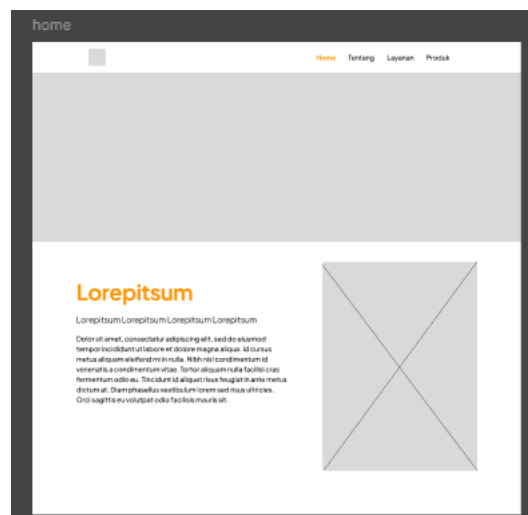 home
Home Tentang Layanan Produk
Lorepitsum
Lorepitsum Lorepitsum Lorepitsum Lorepitsum
Dolor sit amet, consectetur adipiscing elit, sed do eiusmod
tempor incididunt ut labore et dolore magna aliqua. Id cursus
metus aliquam eleifend mi in nulla. Nibh nisl condimentum id
venenatis a condimentum vitae. Tortor aliquam nulla facilisi cras
fermentum odio eu. Tincidunt id aliquet risus feugiat in ante metus
dictum at. Diam phasellus vestibulum lorem sed risus ultricies.
Orci sagittis eu volutpat odio facilisis mauris sit.